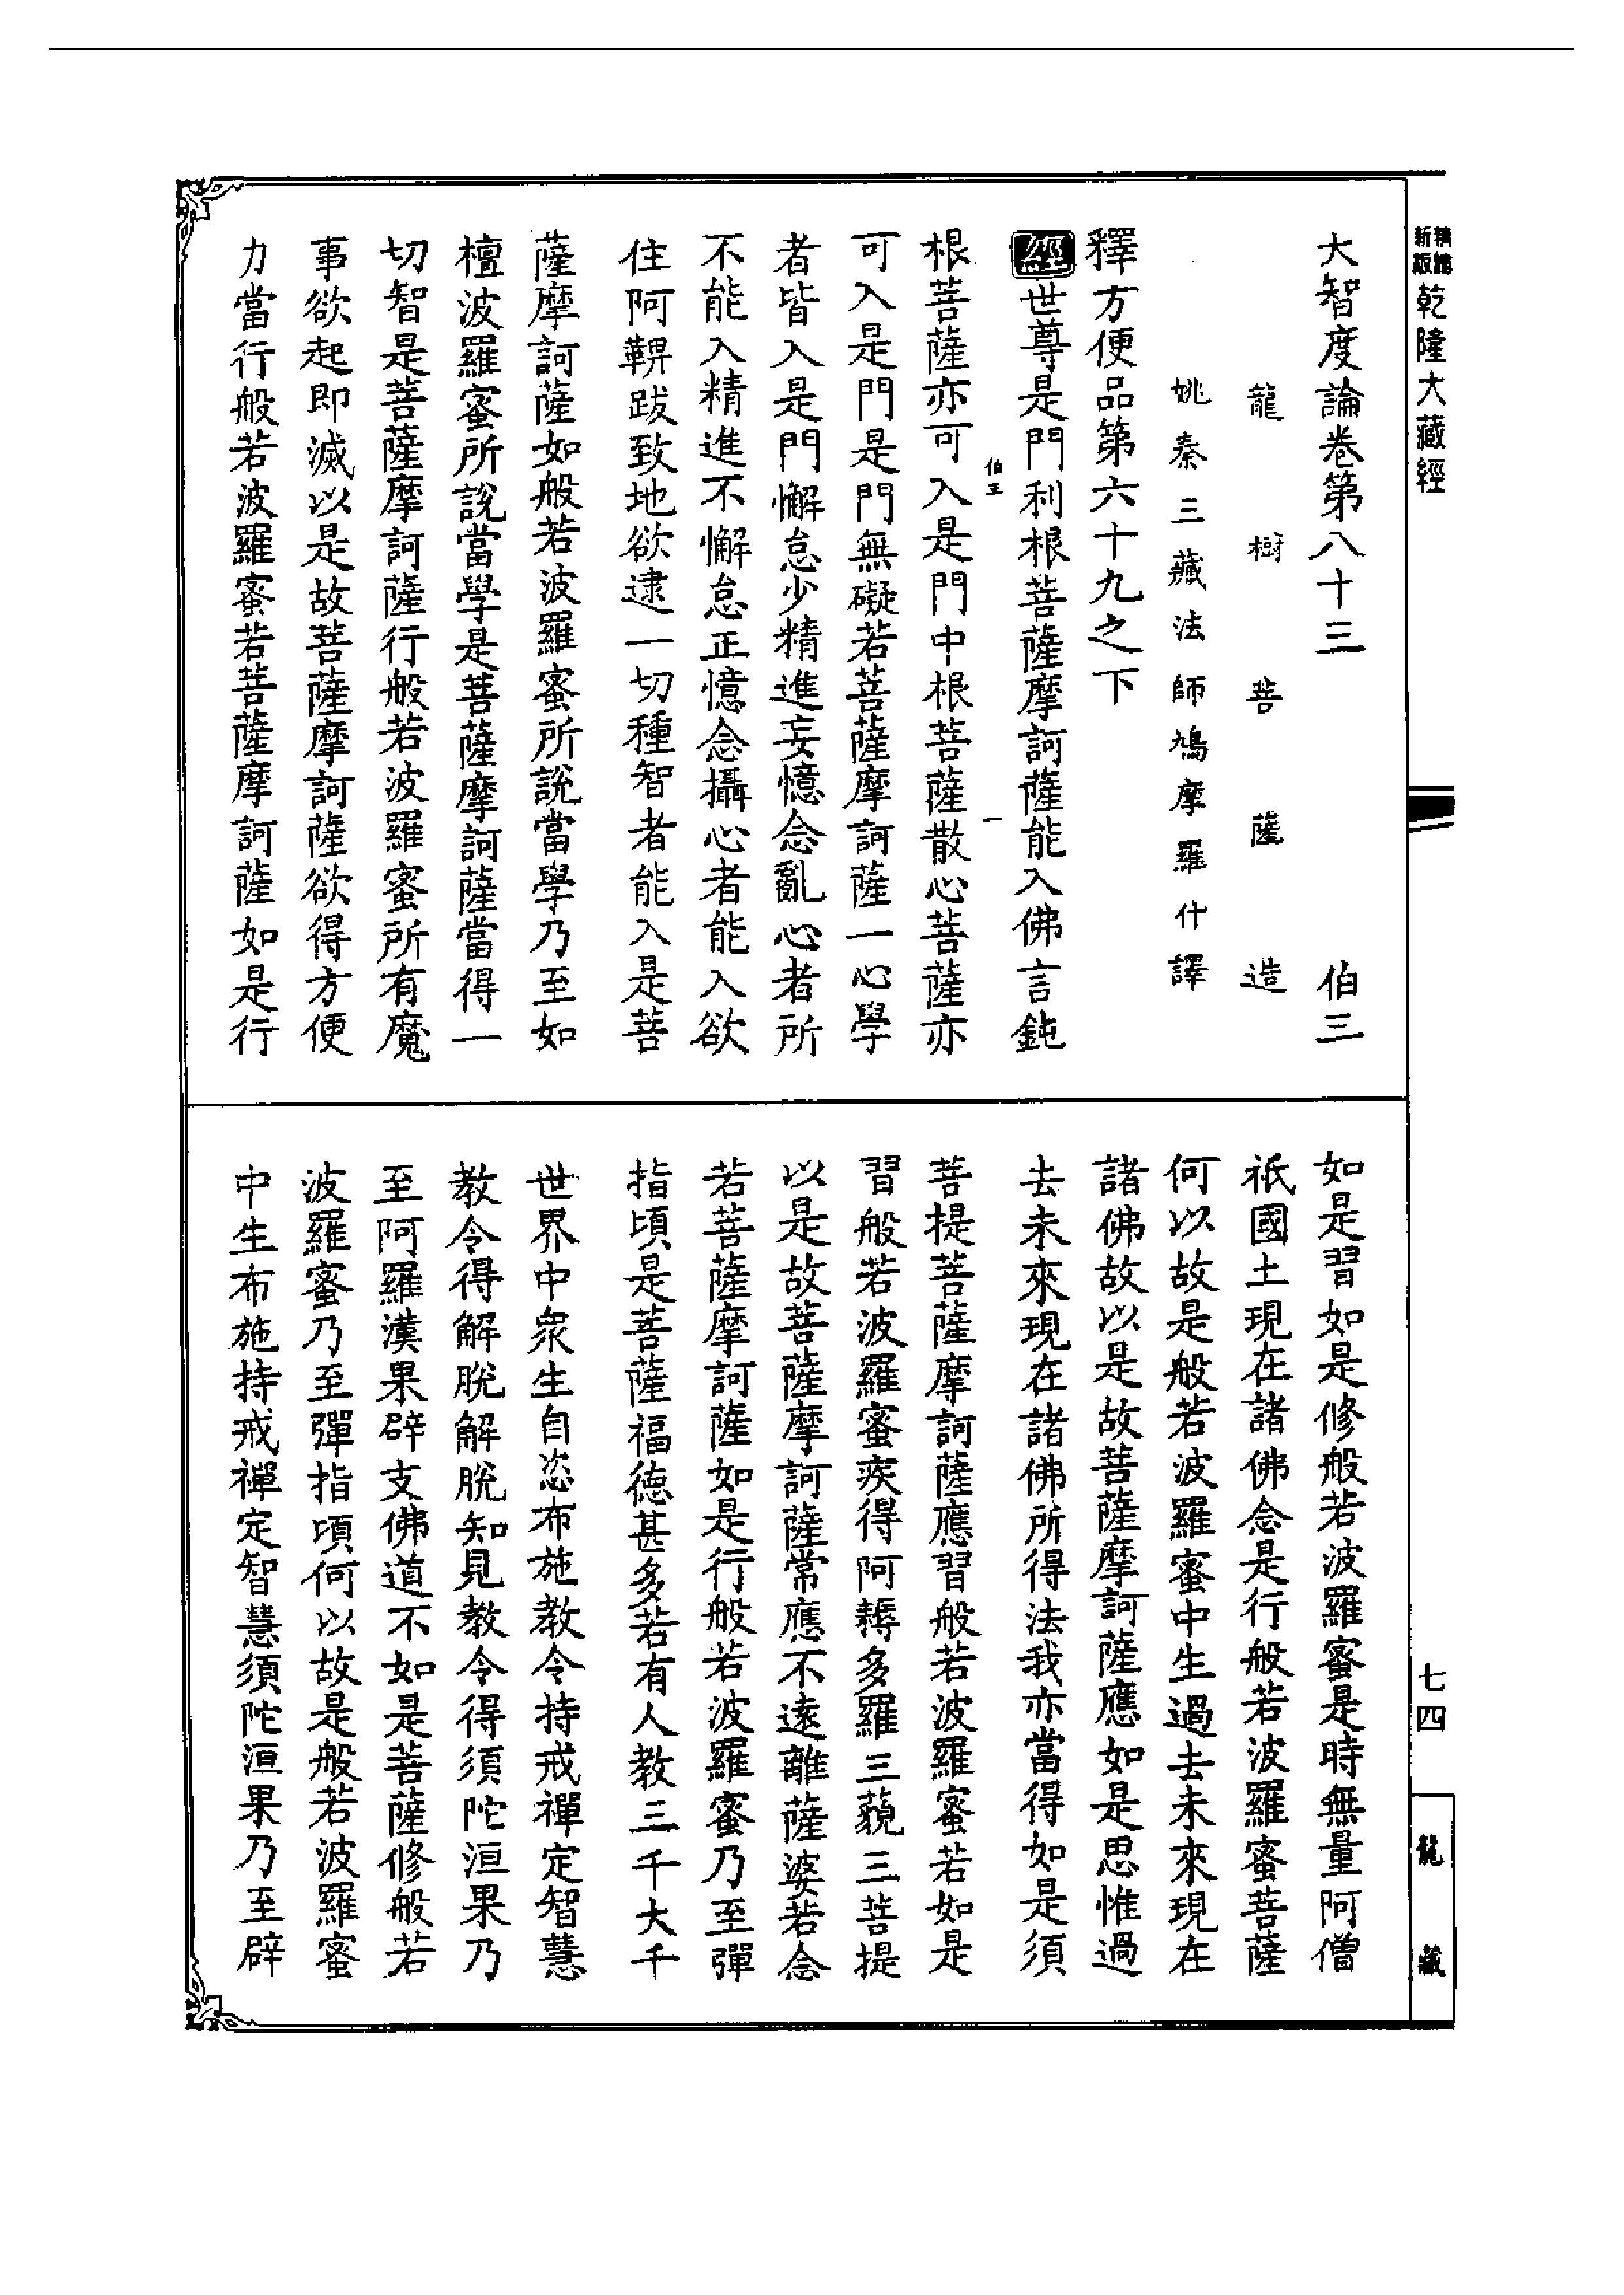 精編
新版
乾隆大藏經
大智度論卷第八十三 伯三
龍樹菩薩造
姚秦三藏法師鳩摩羅什譯
釋方便品第六十九之下
經世尊是門利根菩薩摩訶薩能入佛言鈍
伯三 一
根菩薩亦可入是門中根菩薩散心菩薩亦
可入是門是門無礙若菩薩摩訶薩一心學
者皆入是門懈怠少精進妄憶念亂心者所
不能入精進不懈怠正憶念攝心者能入欲
住阿鞞跋致地欲逮一切種智者能入是菩
薩摩訶薩如般若波羅蜜所說當學乃至如
檀波羅蜜所說當學是菩薩摩訶薩當得一
切智是菩薩摩訶薩行般若波羅蜜所有魔
事欲起即滅以是故菩薩摩訶薩欲得方便
力當行般若波羅蜜若菩薩摩訶薩如是行
如是習如是修般若波羅蜜是時無量阿僧
祇國土現在諸佛念是行般若波羅蜜菩薩
何以故是般若波羅蜜中生過去未來現在
諸佛故以是故菩薩摩訶薩應如是思惟過
去未來現在諸佛所得法我亦當得如是須
菩提菩薩摩訶薩應習般若波羅蜜若如是
習般若波羅蜜疾得阿耨多羅三藐三菩提
以是故菩薩摩訶薩常應不遠離薩婆若念
若菩薩摩訶薩如是行般若波羅蜜乃至彈
指頃是菩薩福德甚多若有人教三千大千
世界中眾生自恣布施教令持戒禪定智慧
教令得解脫解脫知見教令得須陀洹果乃
至阿羅漢果辟支佛道不如是菩薩修般若
波羅蜜乃至彈指頃何以故是般若波羅蜜
中生布施持戒禪定智慧須陀洹果乃至辟
七四
龍藏